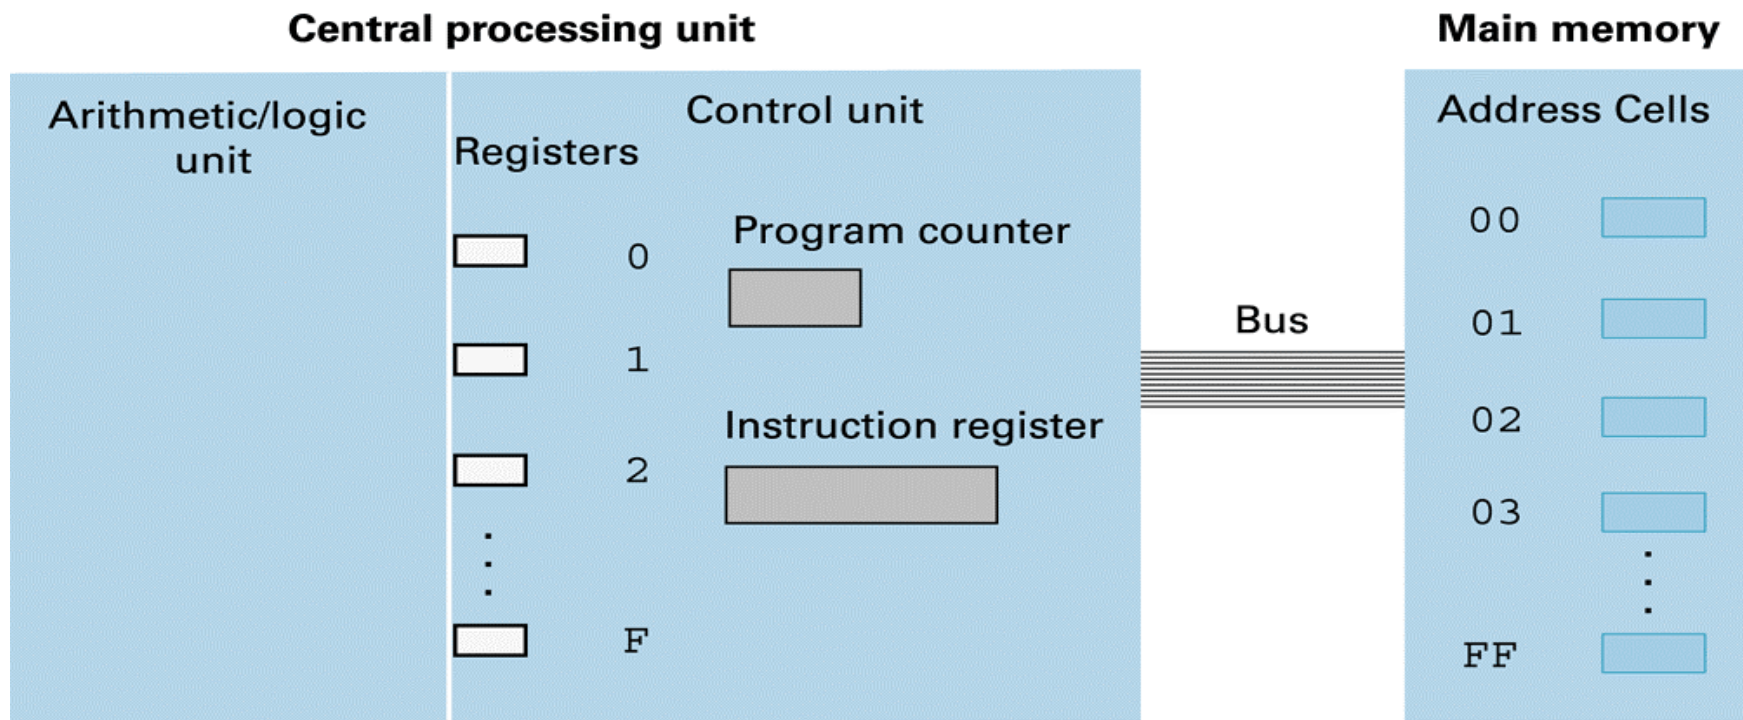 Central processing unit
Main memory
Arithmetic/logic
unit
Control unit
Registers
Address Cells
Program counter
0
1
2
F
Instruction register
Bus
00
01
02
03
FF